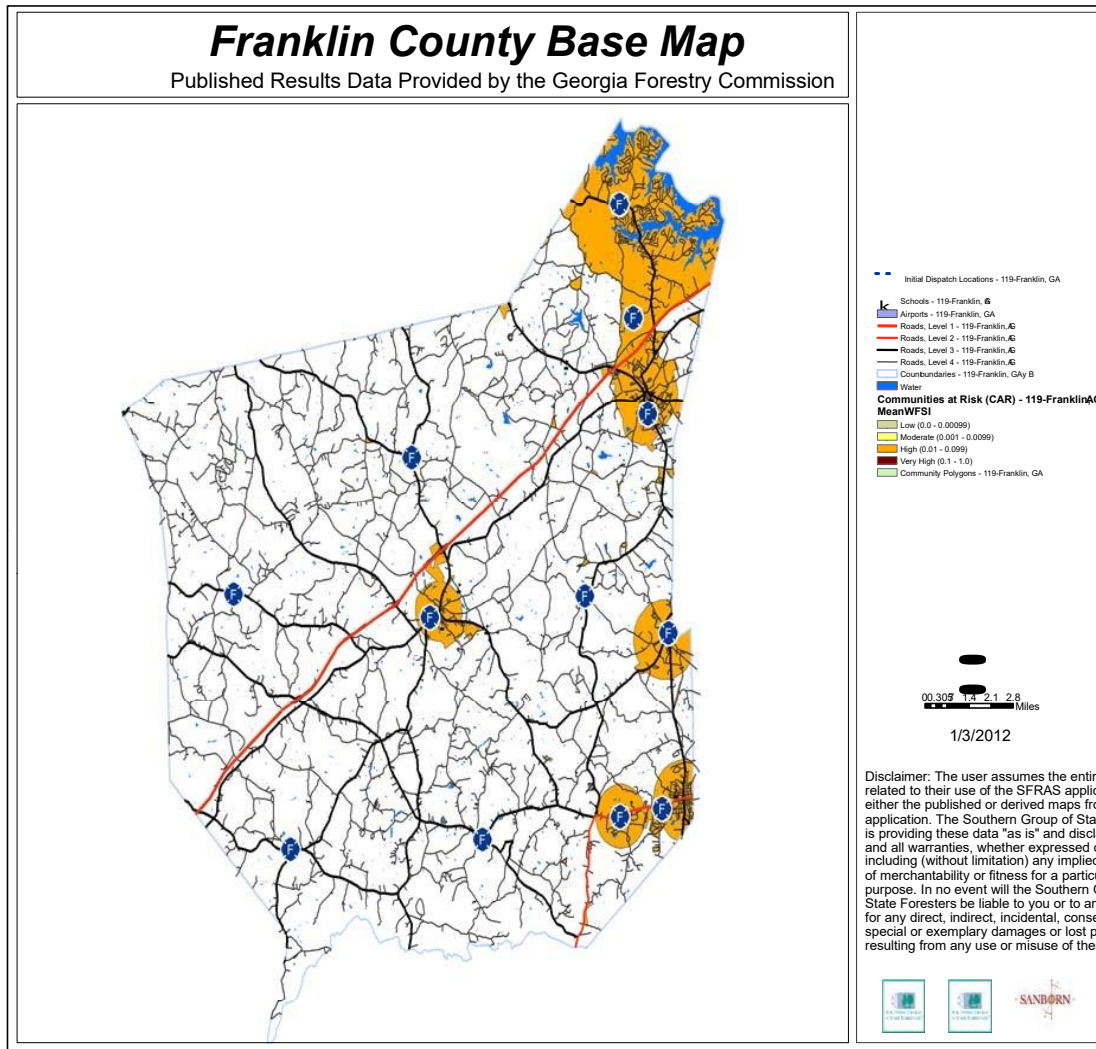 Franklin County Base Map
Published Results Data Provided by the Georgia Forestry Commission
F
F
F
F
F
F
F
F
F
F
F
F
F
Initial Dispatch Locations - 119-Franklin, GA
k
Schools - 119-Franklin, G
Airports - 119-Franklin, GA
Roads, Level 1 - 119-Franklin,
Roads, Level 2 - 119-Franklin,
Roads, Level 3 - 119-Franklin,
Roads, Level 4 - 119-Franklin,
Counbundaries - 119-Franklin, GAy B
Water
Communities at Risk (CAR) - 119-Franklin,
MeanWFSI
Low (0.0 - 0.00099)
Moderate (0.001 - 0.0099)
High (0.01 - 0.099)
Very High (0.1 - 1.0)
Community Polygons - 119-Franklin, GA
1.4 2.1 2.8
Miles
1/3/2012
Disclaimer: The user assumes the entir
related to their use of the SFRAS applic
either the published or derived maps fro
application. The Southern Group of Stat
is providing these data "as is" and discla
and all warranties, whether expressed o
including (without limitation) any implied
of merchantability or fitness for a particu
purpose. In no event will the Southern G
State Foresters be liable to you or to an
for any direct, indirect, incidental, conse
special or exemplary damages or lost p
resulting from any use or misuse of thes
SANBORN